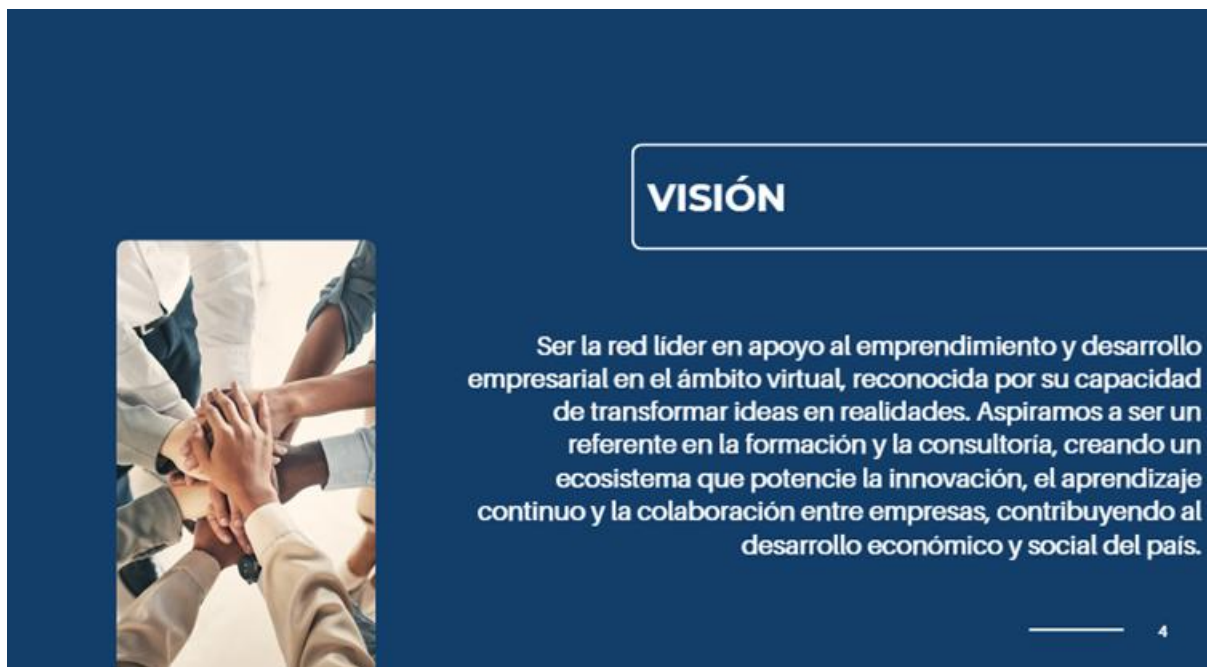 VISIÓN
Ser la red líder en apoyo al emprendimiento y desarrollo
empresarial en el ámbito virtual, reconocida por su capacidad
de transformar ideas en realidades. Aspiramos a ser un
referente en la formación y la consultoría, creando un
ecosistema que potencie la innovación, el aprendizaje
continuo y la colaboración entre empresas, contribuyendo al
desarrollo económico y social del país.
4